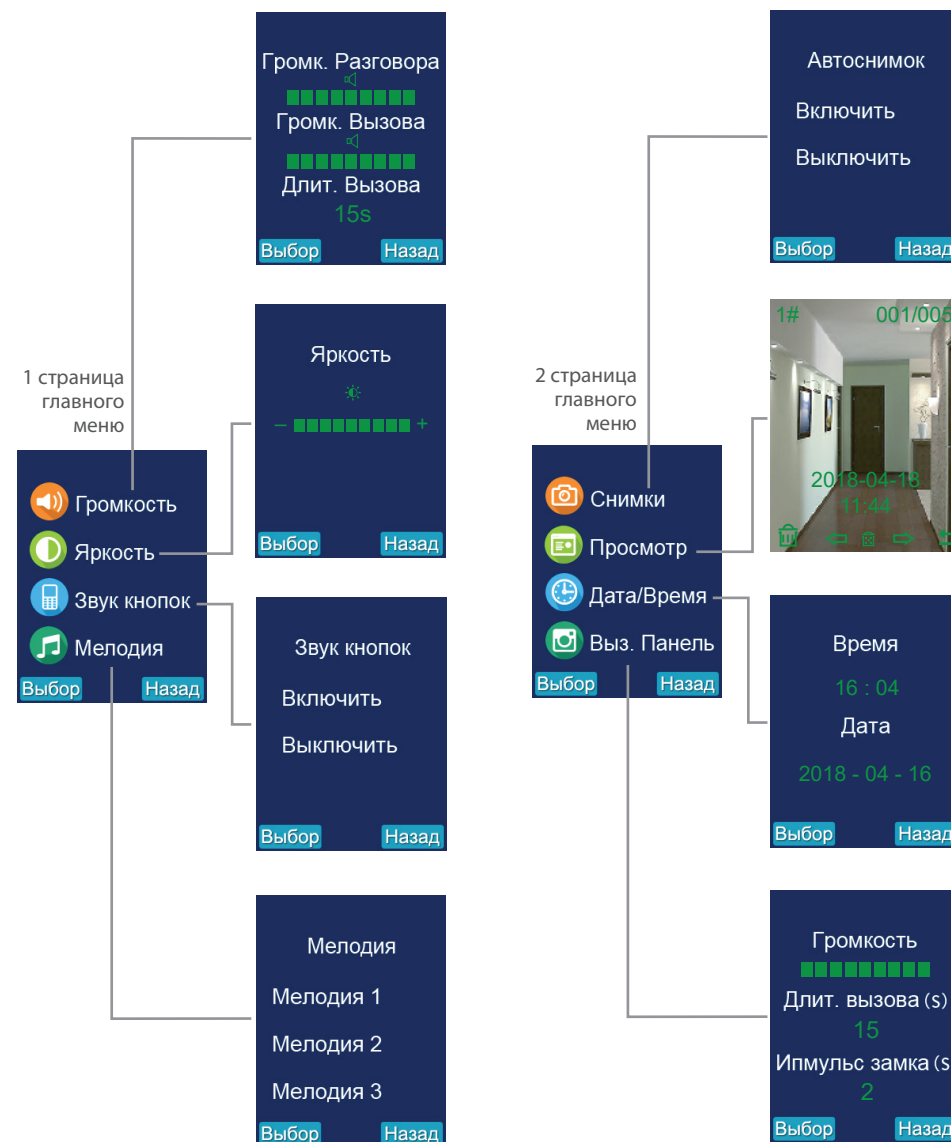 Громк. Разговора
Громк. Вызова
Длит. Вызова
15s
Выбор Назад
Яркость
– +
Выбор Назад
1 страница
главного
меню
Громкость
Яркость
Звук кнопок
Мелодия
Выбор Назад
Звук кнопок
Включить
Выключить
Выбор Назад
Мелодия
Мелодия 1
Мелодия 2
Мелодия 3
Выбор Назад
Автоснимок
Включить
Выключить
Выбор Назад
1# 001/005
2018-04-18
11:44
2 страница
главного
меню
Снимки
Просмотр
Дата/Время
Выз. Панель
Выбор Назад
Время
16 : 04
Дата
2018 - 04 - 16
Выбор Назад
Громкость
Длит. вызова (s)
15
Ипмульс замка (s
2
Выбор Назад